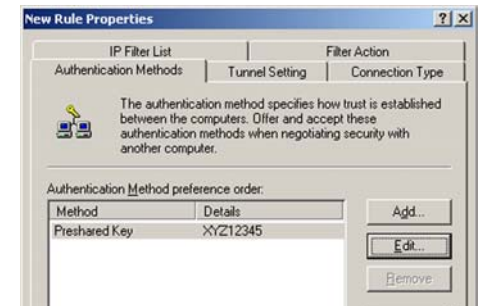 New Rule Properties
IP Filter List Filter Action
Authentication Methods Tunnel Setting Connection Type
The authentication method specifies how trust is established
between the computers. Offer and accept these
authentication methods when negotiating security with
another computer.
Authentication Method preference order:
Method Details
Preshared Key XYZ12345
Add...
Edit...
Remove